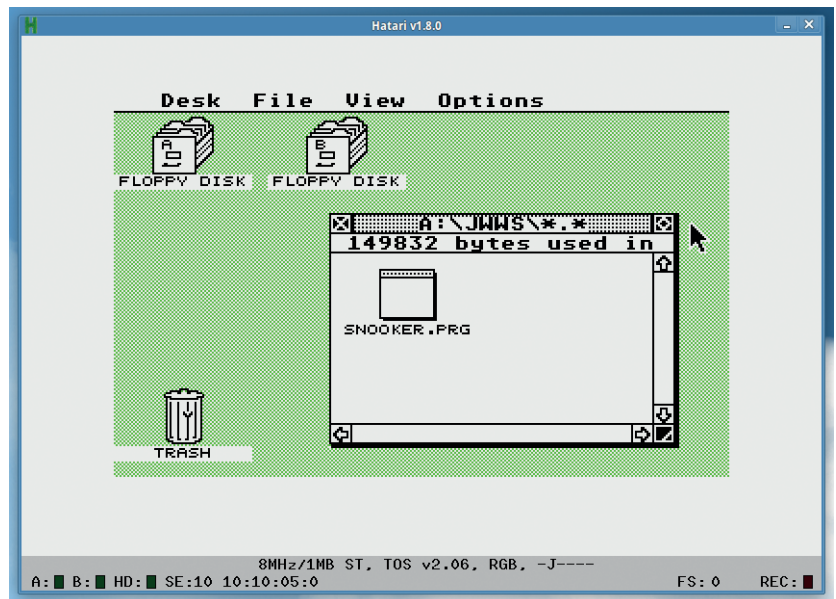 Hatari v1.8.0
Desk File View Options
A B
FLOPPY DISK FLOPPY DISK
A:\JWWS\*.*
149832 bytes used in
SNOOKER.PRG
TRASH
8MHz/1MB ST, TOS v2.06, RGB, -J----
A: B: HD: SE:10 10:10:05:0 FS: 0 REC: